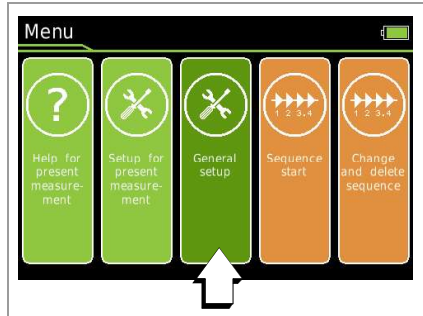 Menu
?
Help for
present
measure-
ment
Setup for
present
measure-
ment
General
setup
1 2 3.4
Sequence
start
1 2 3.4
Change
and delete
sequence